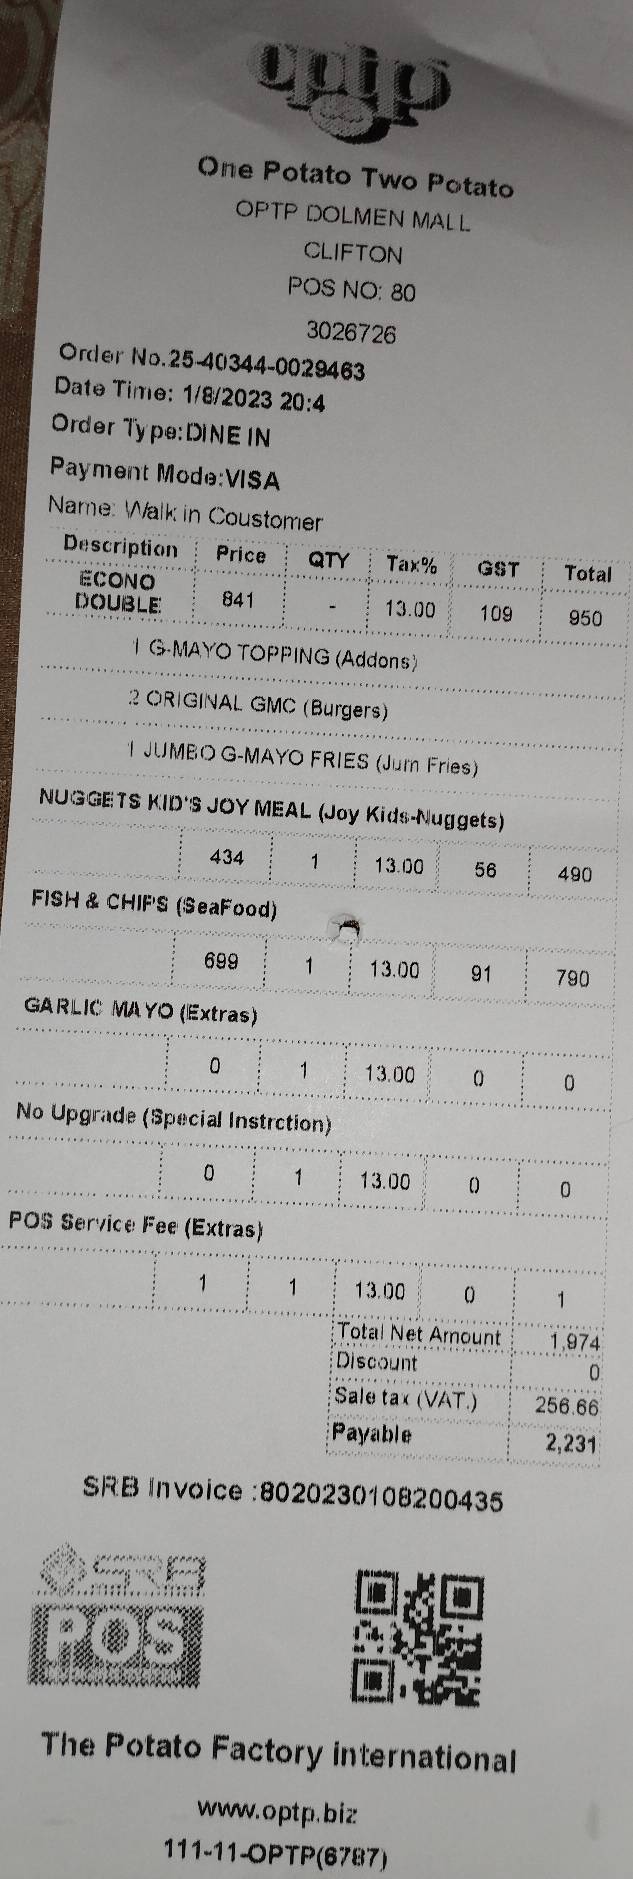 optp
One Potato Two Potato
OPTP DOLMEN MALL
CLIFTON
POS NO: 80
3026726
Order No.25-40344-0029463
Date Time: 1/8/2023 20:4
Order Type:DINE IN
Payment Mode:VISA
Name: Walk in Coustomer
Description Price QTY Tax% GST Total
ECONO DOUBLE 841 - 13.00 109 950
1 G-MAYO TOPPING (Addons)
2 ORIGINAL GMC (Burgers)
1 JUMBO G-MAYO FRIES (Jum Fries)
NUGGETS KID'S JOY MEAL (Joy Kids-Nuggets)
434 1 13.00 56 490
FISH & CHIPS (SeaFood)
699 1 13.00 91 790
GARLIC MAYO (Extras)
0 1 13.00 0 0
No Upgrade (Special Instrction)
0 1 13.00 0 0
POS Service Fee (Extras)
1 1 13.00 0 1
Total Net Amount 1,974
Discount 0
Sale tax (VAT.) 256.66
Payable 2,231
SRB Invoice :8020230108200435
SRB
POS
The Potato Factory international
www.optp.biz
111-11-OPTP(6787)